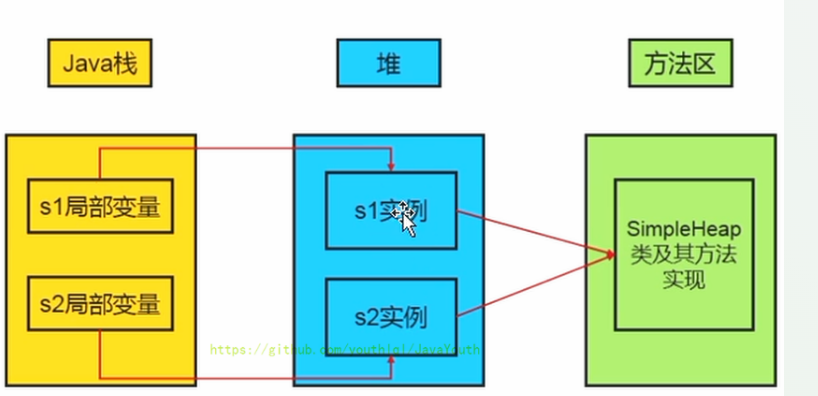 Java栈
堆
方法区
s1局部变量
s1实例
SimpleHeap
类及其方法
实现
s2局部变量
s2实例
https://github.com/youthlql/JavaYouth